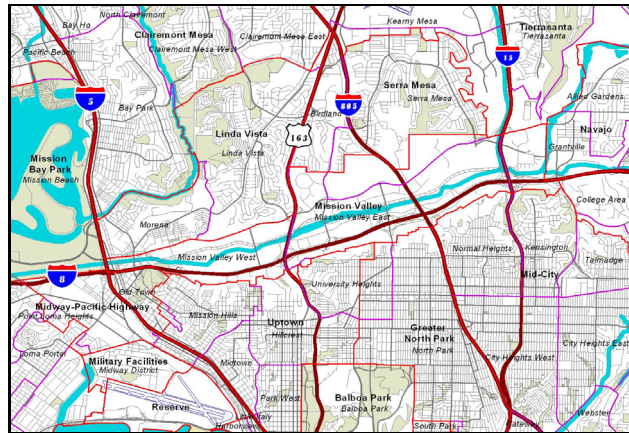 North Clairemont
Bay Ho
Clairemont Mesa
Clairemont Mesa West
Clairemont Mesa East
Kearny Mesa
Tierrasanta
Tierrasanta
Pacific Beach
15
5
Bay Park
805
Serra Mesa
Serra Mesa
Allied Gardens
Birdland
163
Linda Vista
Linda Vista
Navajo
Grantville
Mission
Bay Park
Mission Beach
Mission Valley
Mission Valley East
College Area
Morena
Mission Valley West
Normal Heights
Kensington
Talmadge
8
Mid-City
Old Town
University Heights
Midway-Pacific Highway
Point Loma Heights
Mission Hills
Uptown
Hillcrest
Greater
North Park
North Park
City Heights East
City Heights West
Loma Portal
Military Facilities
Midway District
Midtown
Reserve
Park West
Balboa Park
Balboa Park
Little Italy
South Park
Webster